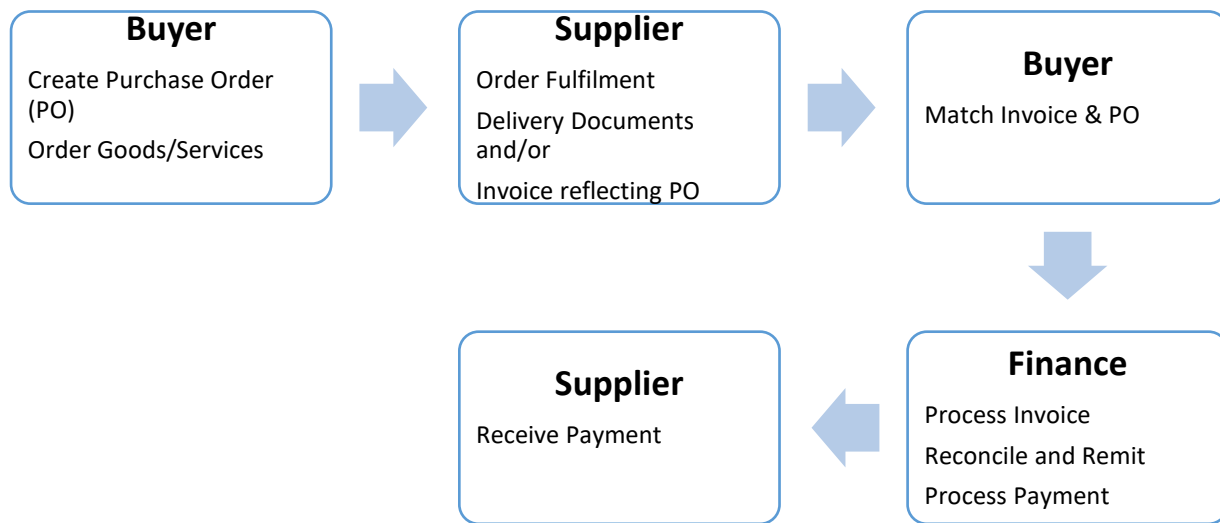 Buyer
Create Purchase Order
(PO)
Order Goods/Services
Supplier
Order Fulfilment
Delivery Documents
and/or
Invoice reflecting PO
Buyer
Match Invoice & PO
Finance
Process Invoice
Reconcile and Remit
Process Payment
Supplier
Receive Payment